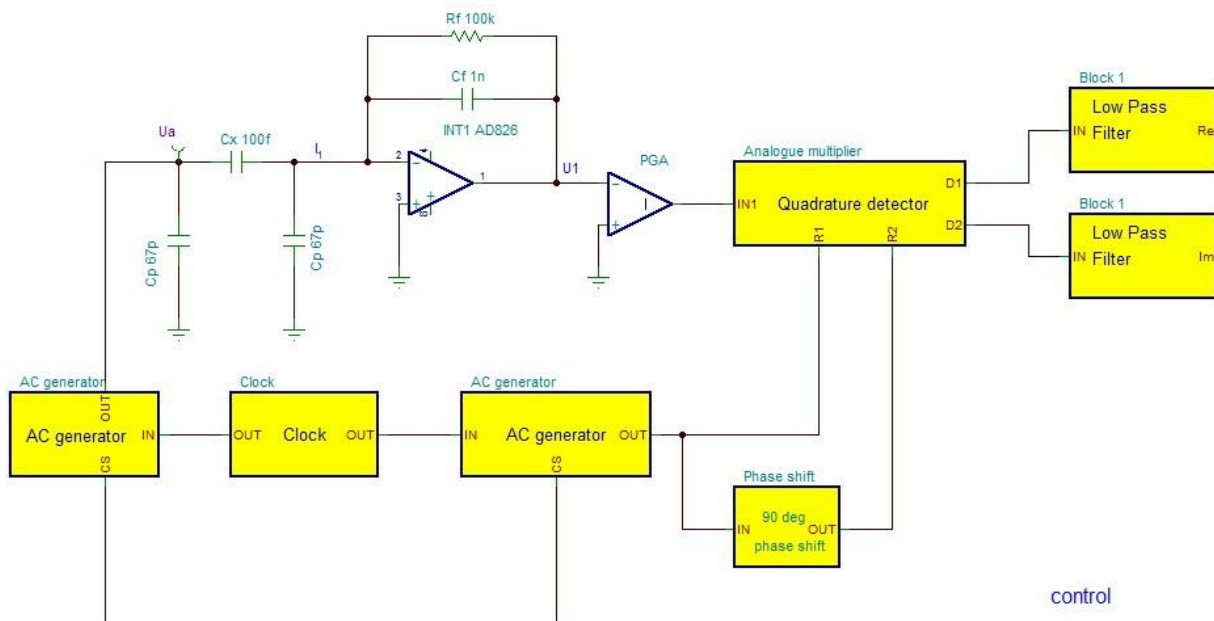 Rf 100k
Cf 1n
INT1 AD826
Ua
Cx 100f
I1
2
3
1
8
U1
PGA
Cp 67p
Cp 67p
Analogue multiplier
IN1
Quadrature detector
D1
D2
R1
R2
Block 1
Low Pass
IN Filter Re
Block 1
Low Pass
IN Filter Im
AC generator
OUT
AC generator IN
CS
Clock
OUT Clock OUT
AC generator
IN AC generator OUT
CS
Phase shift
IN 90 deg OUT
phase shift
control